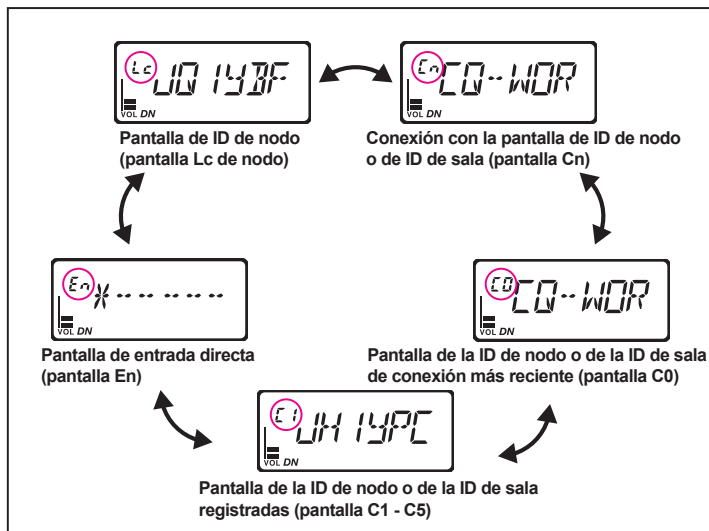 Lc JQ1YBF
VOL DN
Pantalla de ID de nodo
(pantalla Lc de nodo)
Cn CQ--WOR
VOL DN
Conexión con la pantalla de ID de nodo
o de ID de sala (pantalla Cn)
En *------
VOL DN
Pantalla de entrada directa
(pantalla En)
C0 CQ--WOR
VOL DN
Pantalla de la ID de nodo o de la ID de sala
de conexión más reciente (pantalla C0)
C1 JH1YPC
VOL DN
Pantalla de la ID de nodo o de la ID de sala
registradas (pantalla C1 - C5)